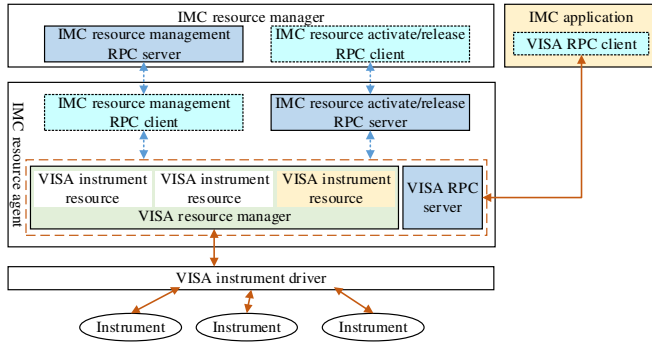 IMC resource manager
IMC resource management
RPC server
IMC resource activate/release
RPC client
IMC application
VISA RPC client
IMC resource agent
IMC resource management
RPC client
IMC resource activate/release
RPC server
VISA instrument
resource
VISA instrument
resource
VISA instrument
resource
VISA resource manager
VISA RPC
server
VISA instrument driver
Instrument
Instrument
Instrument